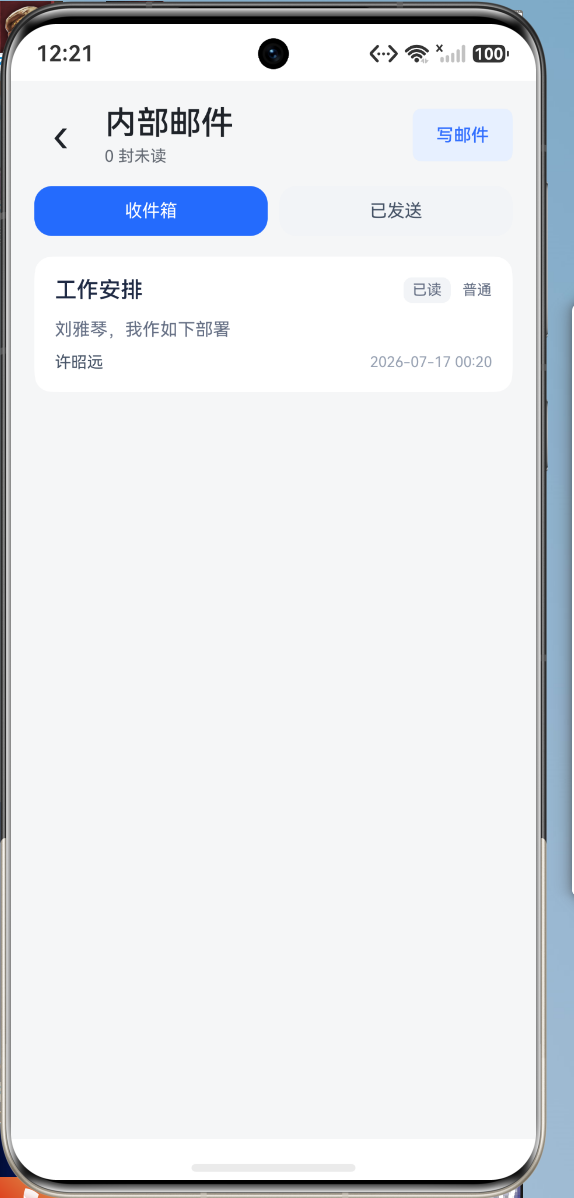 12:21
100
内部邮件
0 封未读
写邮件
收件箱
已发送
工作安排
已读
普通
刘雅琴，我作如下部署
许昭远
2026-07-17 00:20